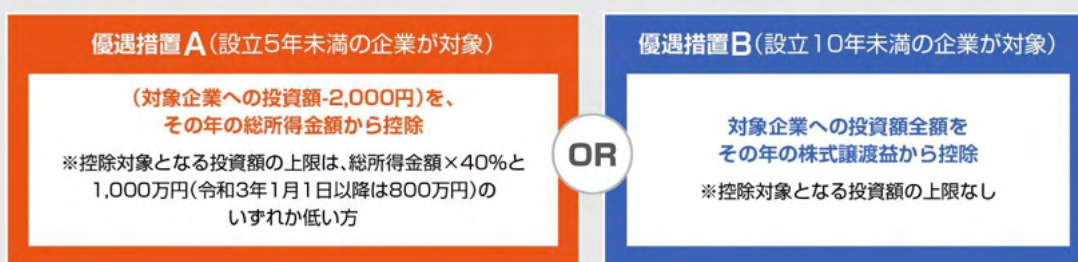 優遇措置A(設立5年未満の企業が対象)
(対象企業への投資額-2,000円)を、
その年の総所得金額から控除
※控除対象となる投資額の上限は、総所得金額×40%と
1,000万円(令和3年1月1日以降は800万円)の
いずれか低い方
OR
優遇措置B(設立10年未満の企業が対象)
対象企業への投資額全額を
その年の株式譲渡益から控除
※控除対象となる投資額の上限なし